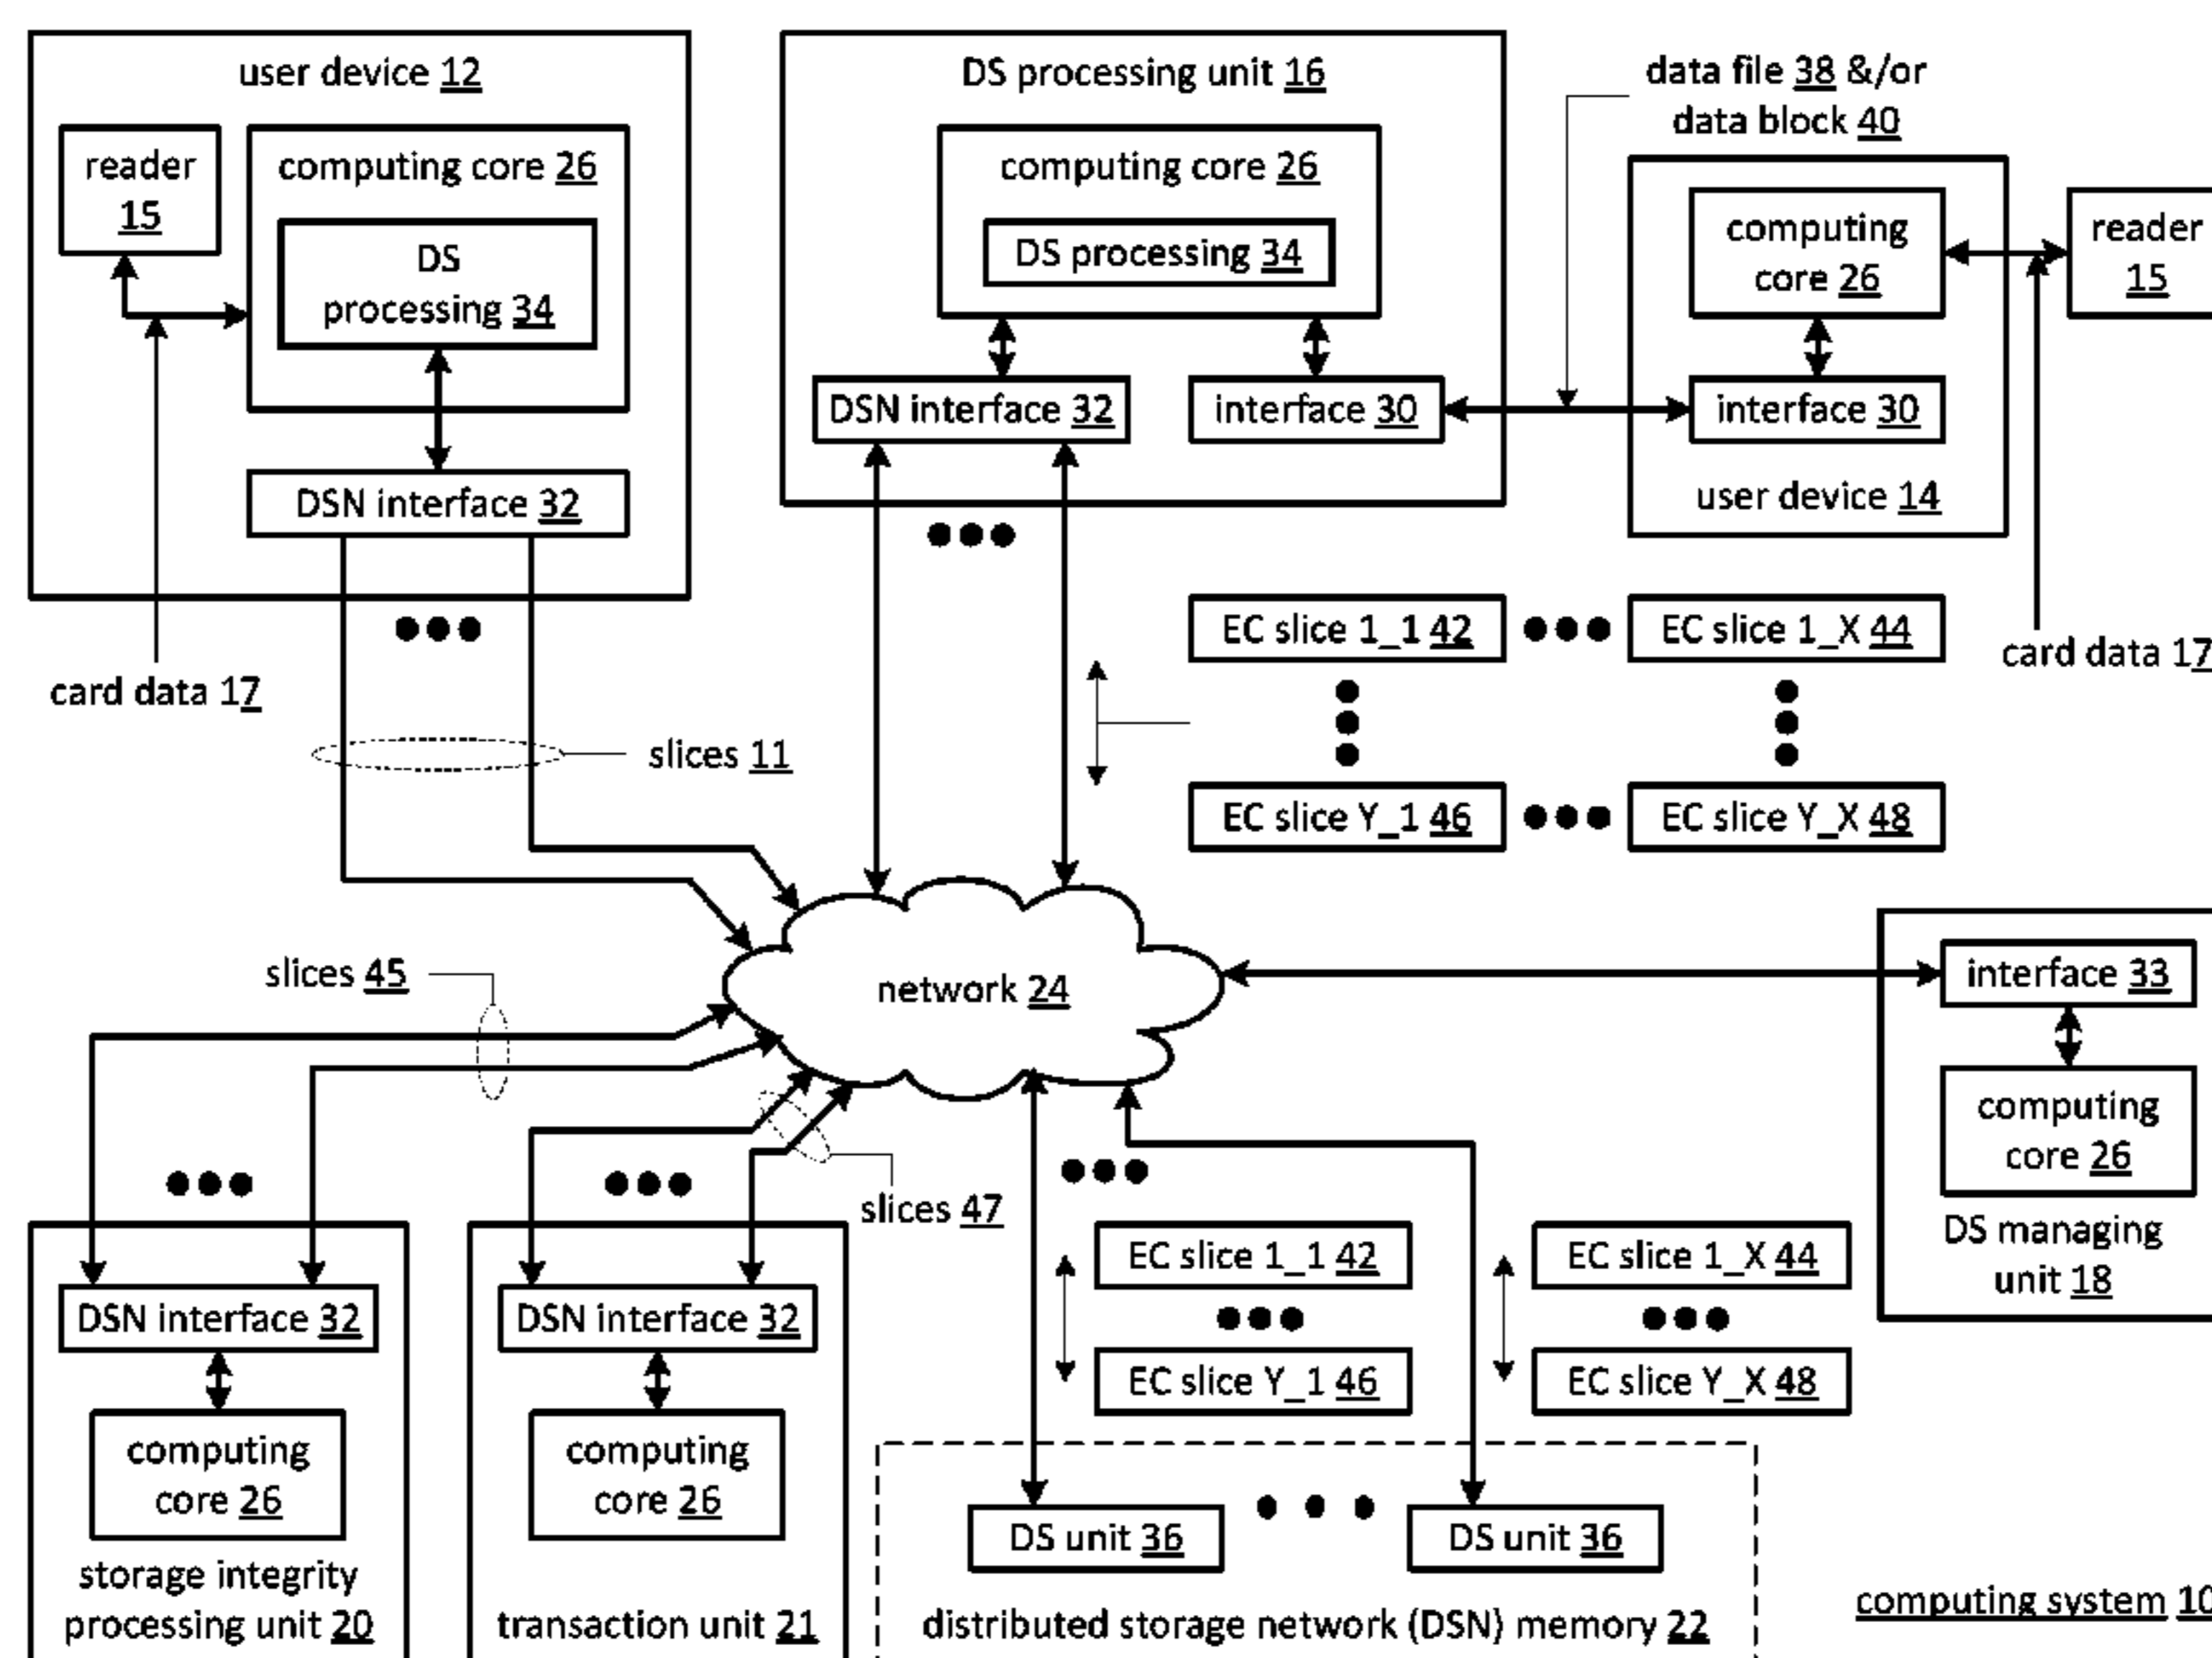 user device 12
reader
15
computing core 26
DS
processing 34
DSN interface 32
card data 17
slices 11
DS processing unit 16
computing core 26
DS processing 34
DSN interface 32
interface 30
data file 38 &/or
data block 40
computing
core 26
interface 30
user device 14
reader
15
card data 17
EC slice 1_1 42
EC slice 1_X 44
EC slice Y_1 46
EC slice Y_X 48
network 24
slices 45
slices 47
interface 33
computing
core 26
DS managing
unit 18
DSN interface 32
computing
core 26
storage integrity
processing unit 20
DSN interface 32
computing
core 26
transaction unit 21
EC slice 1_1 42
EC slice Y_1 46
EC slice 1_X 44
EC slice Y_X 48
DS unit 36
DS unit 36
distributed storage network (DSN) memory 22
computing system 10